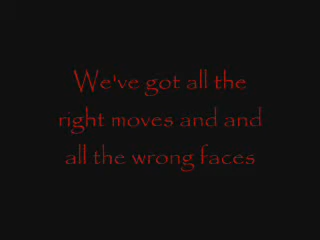 We've got all the
right moves and and
all the wrong faces